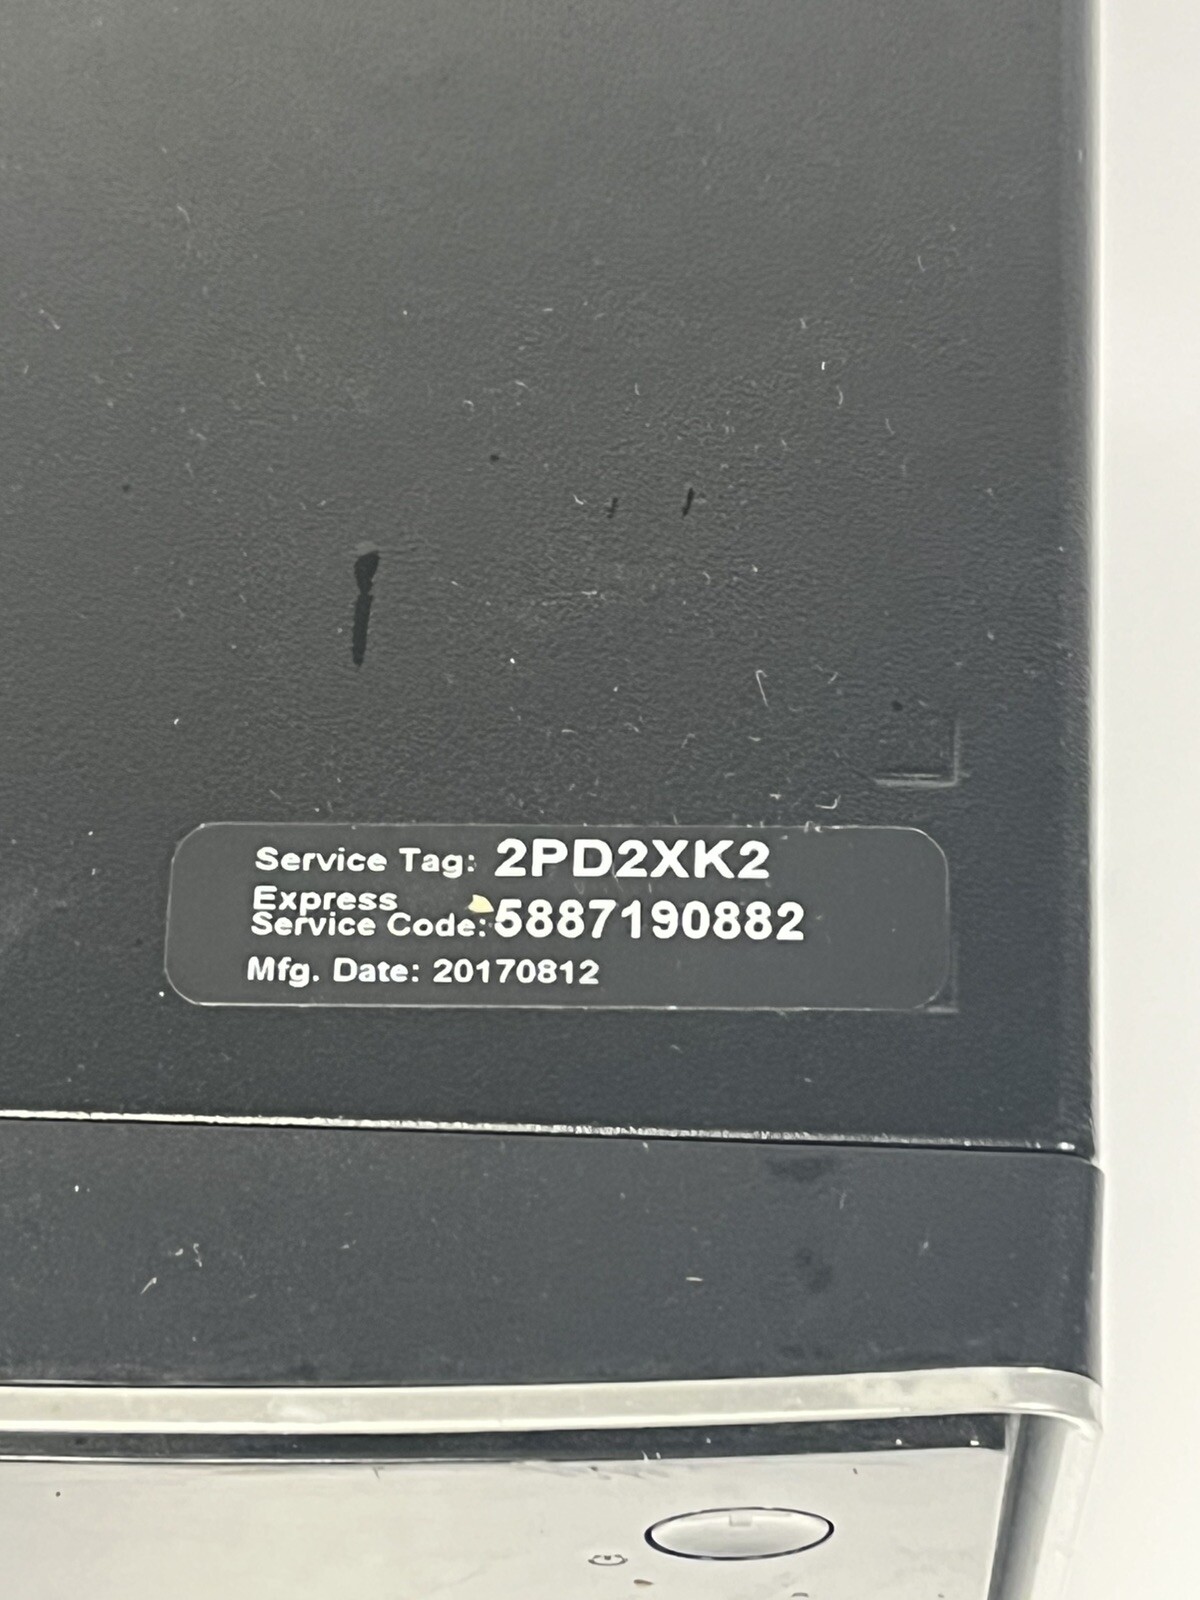 Service Tag: 2PD2XK2
Express
Service Code: 5887190882
Mfg. Date: 20170812